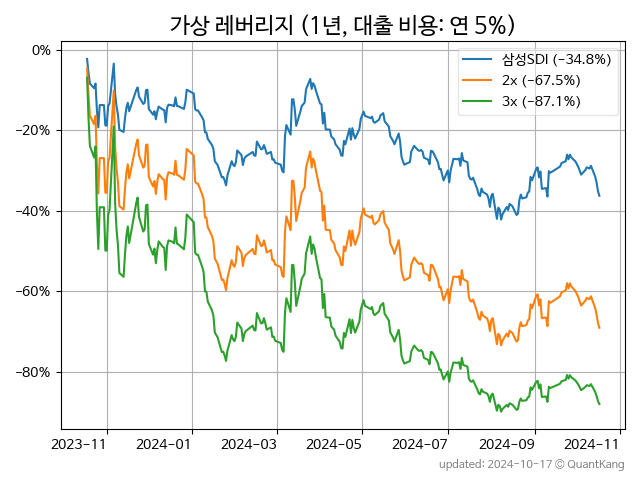 가상 레버리지 (1년, 대출 비용: 연 5%)
0%
−20%
−40%
−60%
−80%
삼성SDI (−34.8%)
2x (−67.5%)
3x (−87.1%)
2023-11
2024-01
2024-03
2024-05
2024-07
2024-09
2024-11
updated: 2024-10-17 © QuantKang